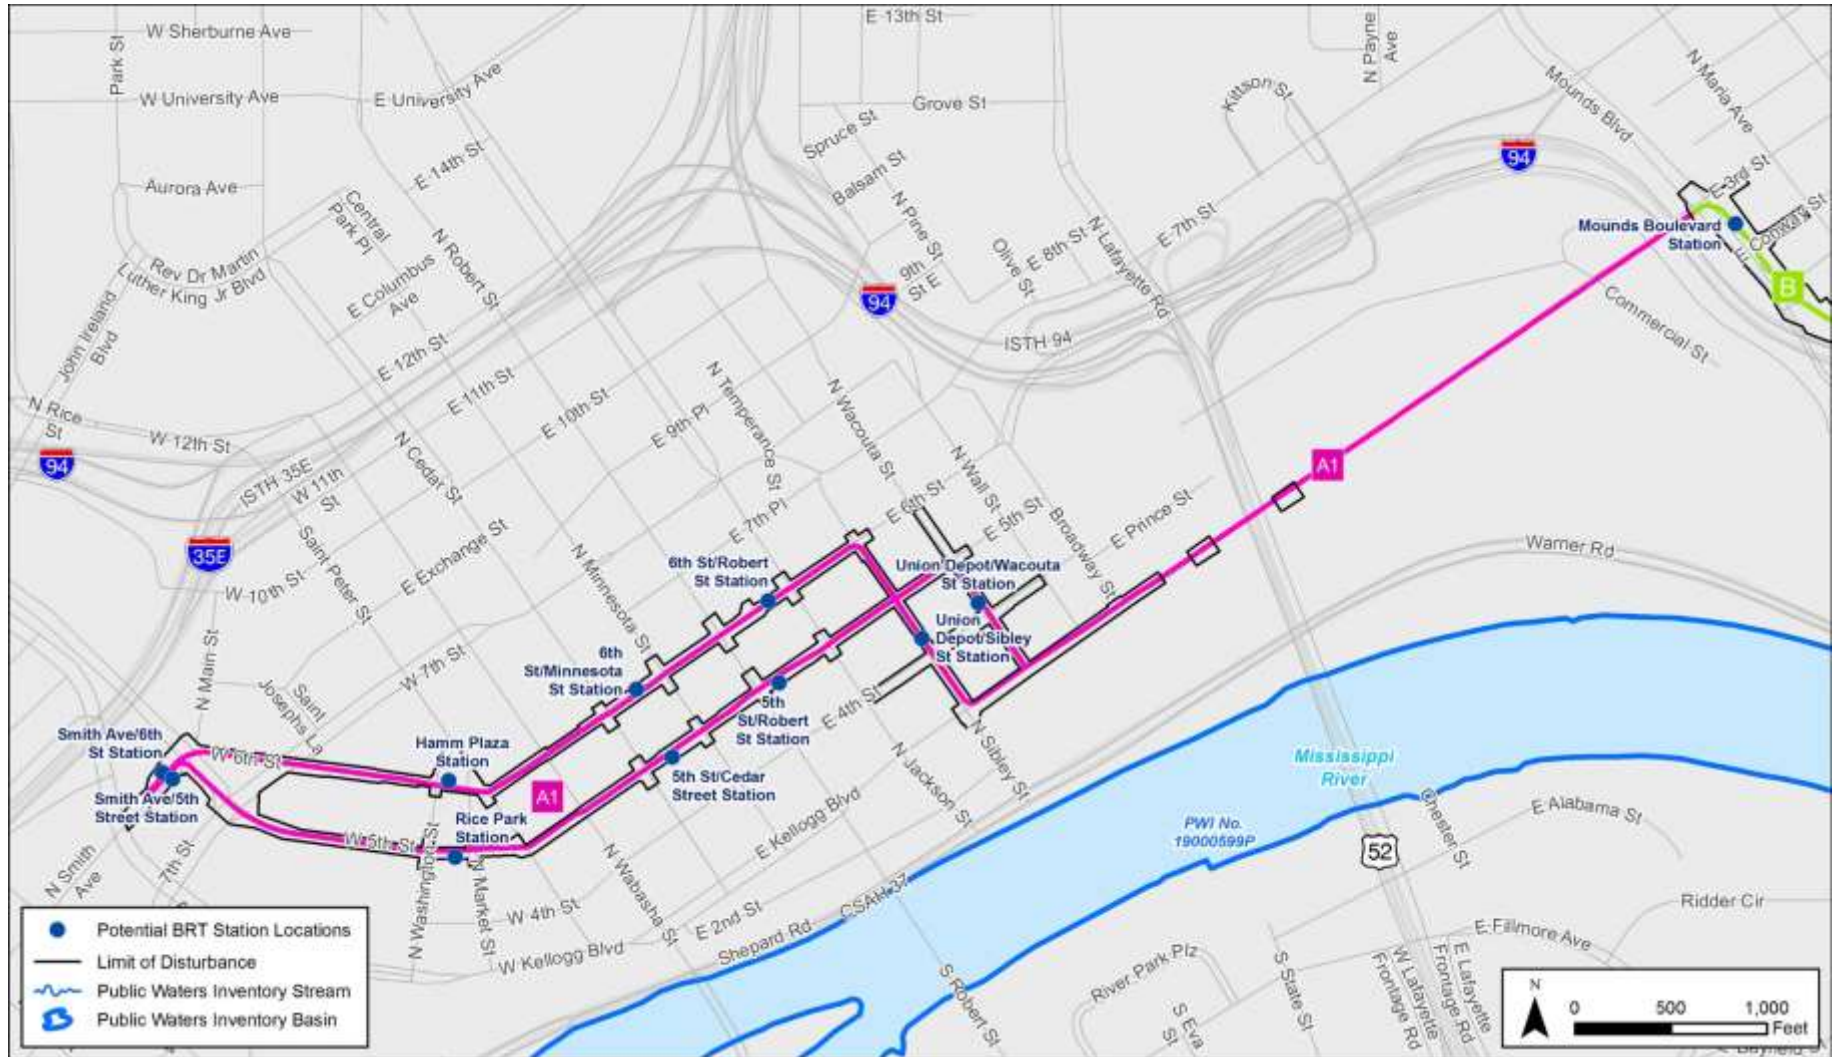 E 13th St
W Sherburne Ave
Park St
N Payne
Ave
W University Ave
E University Ave
Grove St
Kittson St
Mounds Blvd
N Maria Ave
Spruce St
Balsam St
E 14th St
Aurora Ave
Central
Park Pl
N Robert St
N Pine St
N Lafayette Rd
E 7th St
94
E 3rd St
Conway St
Mounds Boulevard
Station
B
Rev Dr Martin
Luther King Jr Blvd
E Columbus
Ave
John Ireland
Blvd
9th
St E
Olive St
E 8th St
94
ISTH 94
Commercial St
E 12th St
E 11th St
E 10th St
E 9th Pl
N Temperance St
N Wacouta St
N Rice
St
W 12th St
94
N Cedar St
ISTH 35E
W 11th
St
N Wall St
E 6th St
E 5th St
Broadway St
E Prince St
A1
Warner Rd
35E
W 10th St
Saint Peter St
E Exchange St
E 7th Pl
N Minnesota St
6th St/Robert
St Station
Union Depot/Wacouta
St Station
Union
Depot/Sibley
St Station
N Main St
Saint
Josephs La
W 7th St
6th
St/Minnesota
St Station
5th
St/Robert
St Station
E 4th St
Smith Ave/6th
St Station
W 6th St
Hamm Plaza
Station
A1
5th St/Cedar
Street Station
N Jackson St
N Sibley St
Mississippi
River
Smith Ave/5th
Street Station
Rice Park
Station
W 5th St
E Kellogg Blvd
PWI No.
19000599P
52
Chester St
E Alabama St
N Smith
Ave
7th St
N Washington St
N Market St
N Wabasha St
W 4th St
E 2nd St
W Kellogg Blvd
Shepard Rd
CSAH 37
S Robert St
River Park Plz
S Eva
St
S State St
Ridder Cir
E Fillmore Ave
W Lafayette
Frontage Rd
E Lafayette
Frontage Rd
Potential BRT Station Locations
Limit of Disturbance
Public Waters Inventory Stream
Public Waters Inventory Basin
N
0 500 1,000
Feet